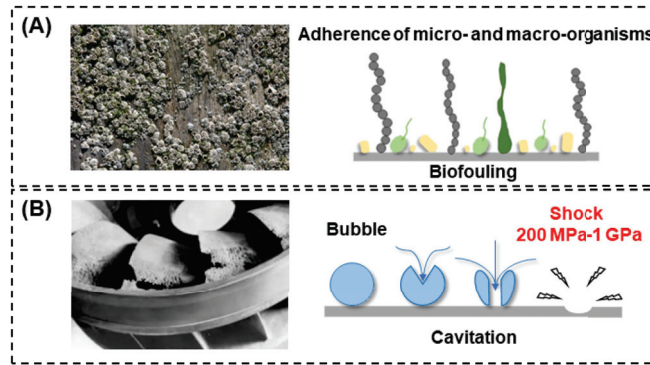 (A)
Adherence of micro- and macro-organisms
Biofouling
(B)
Bubble
Shock
200 MPa-1 GPa
Cavitation